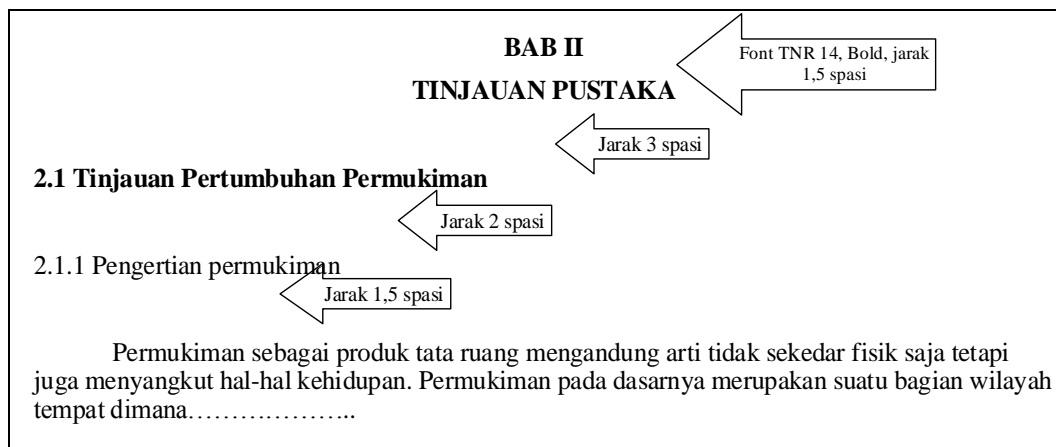 BAB II
Font TNR 14, Bold, jarak
1,5 spasi
TINJAUAN PUSTAKA
Jarak 3 spasi
2.1 Tinjauan Pertumbuhan Permukiman
Jarak 2 spasi
2.1.1 Pengertian permukiman
Jarak 1,5 spasi
Permukiman sebagai produk tata ruang mengandung arti tidak sekedar fisik saja tetapi
juga menyangkut hal-hal kehidupan. Permukiman pada dasarnya merupakan suatu bagian wilayah
tempat dimana………………..